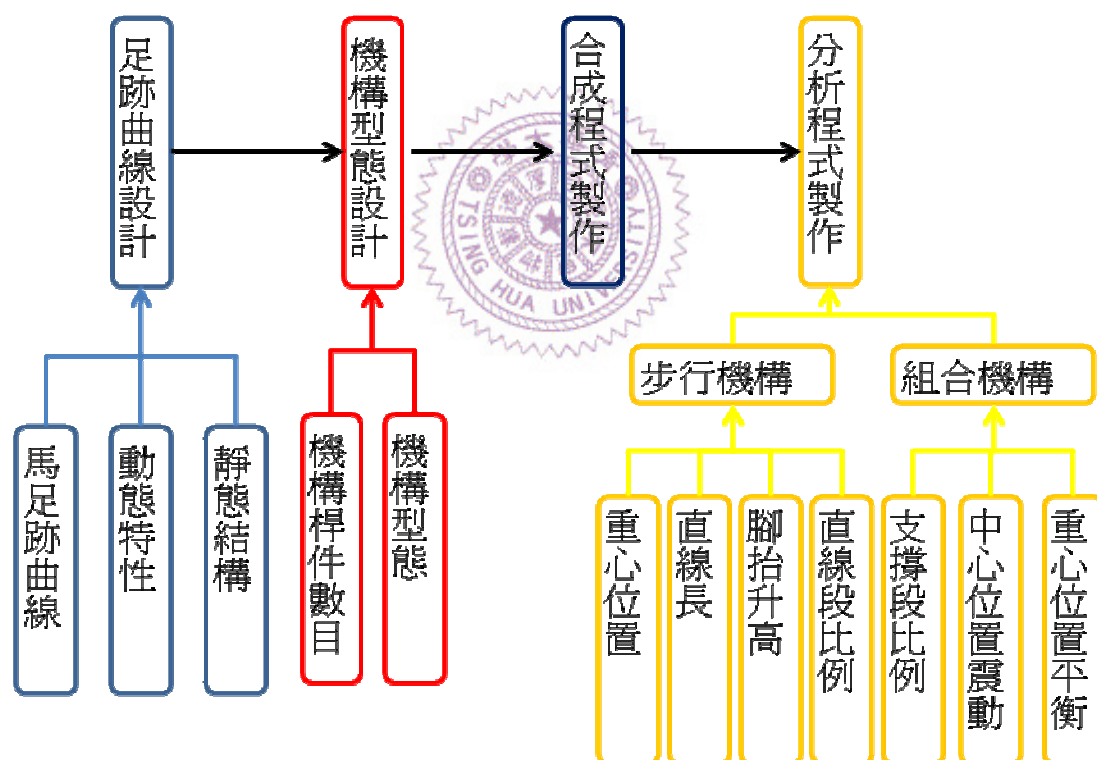 足跡曲線設計
機構型態設計
合成程式製作
分析程式製作
TSING HUA UNIVERSITY
步行機構
組合機構
馬足跡曲線
動態特性
靜態結構
機構桿件數目
機構型態
重心位置
直線長
腳抬升高
直線段比例
支撐段比例
中心位置震動
重心位置平衡